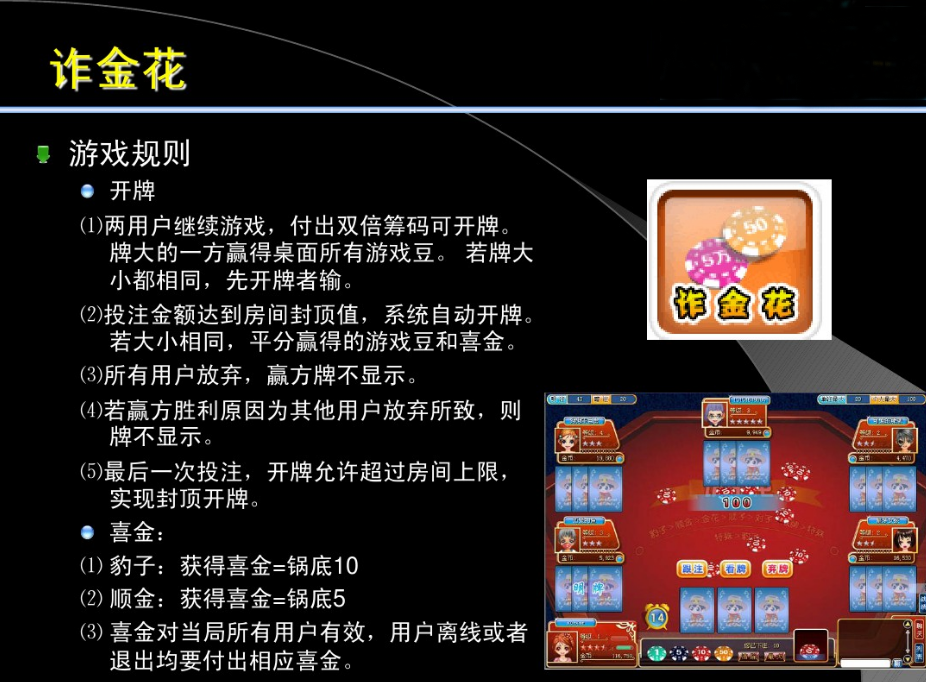 诈金花
游戏规则
开牌
⑴两用户继续游戏，付出双倍筹码可开牌。
牌大的一方赢得桌面所有游戏豆。 若牌大
小都相同，先开牌者输。
⑵投注金额达到房间封顶值，系统自动开牌。
若大小相同，平分赢得的游戏豆和喜金。
⑶所有用户放弃，赢方牌不显示。
⑷若赢方胜利原因为其他用户放弃所致，则
牌不显示。
⑸最后一次投注，开牌允许超过房间上限，
实现封顶开牌。
喜金：
⑴ 豹子：获得喜金=锅底10
⑵ 顺金：获得喜金=锅底5
⑶ 喜金对当局所有用户有效，用户离线或者
退出均要付出相应喜金。
50
5万
诈金花
100
跟注 看牌 弃牌
明牌
14
1 5 10 50